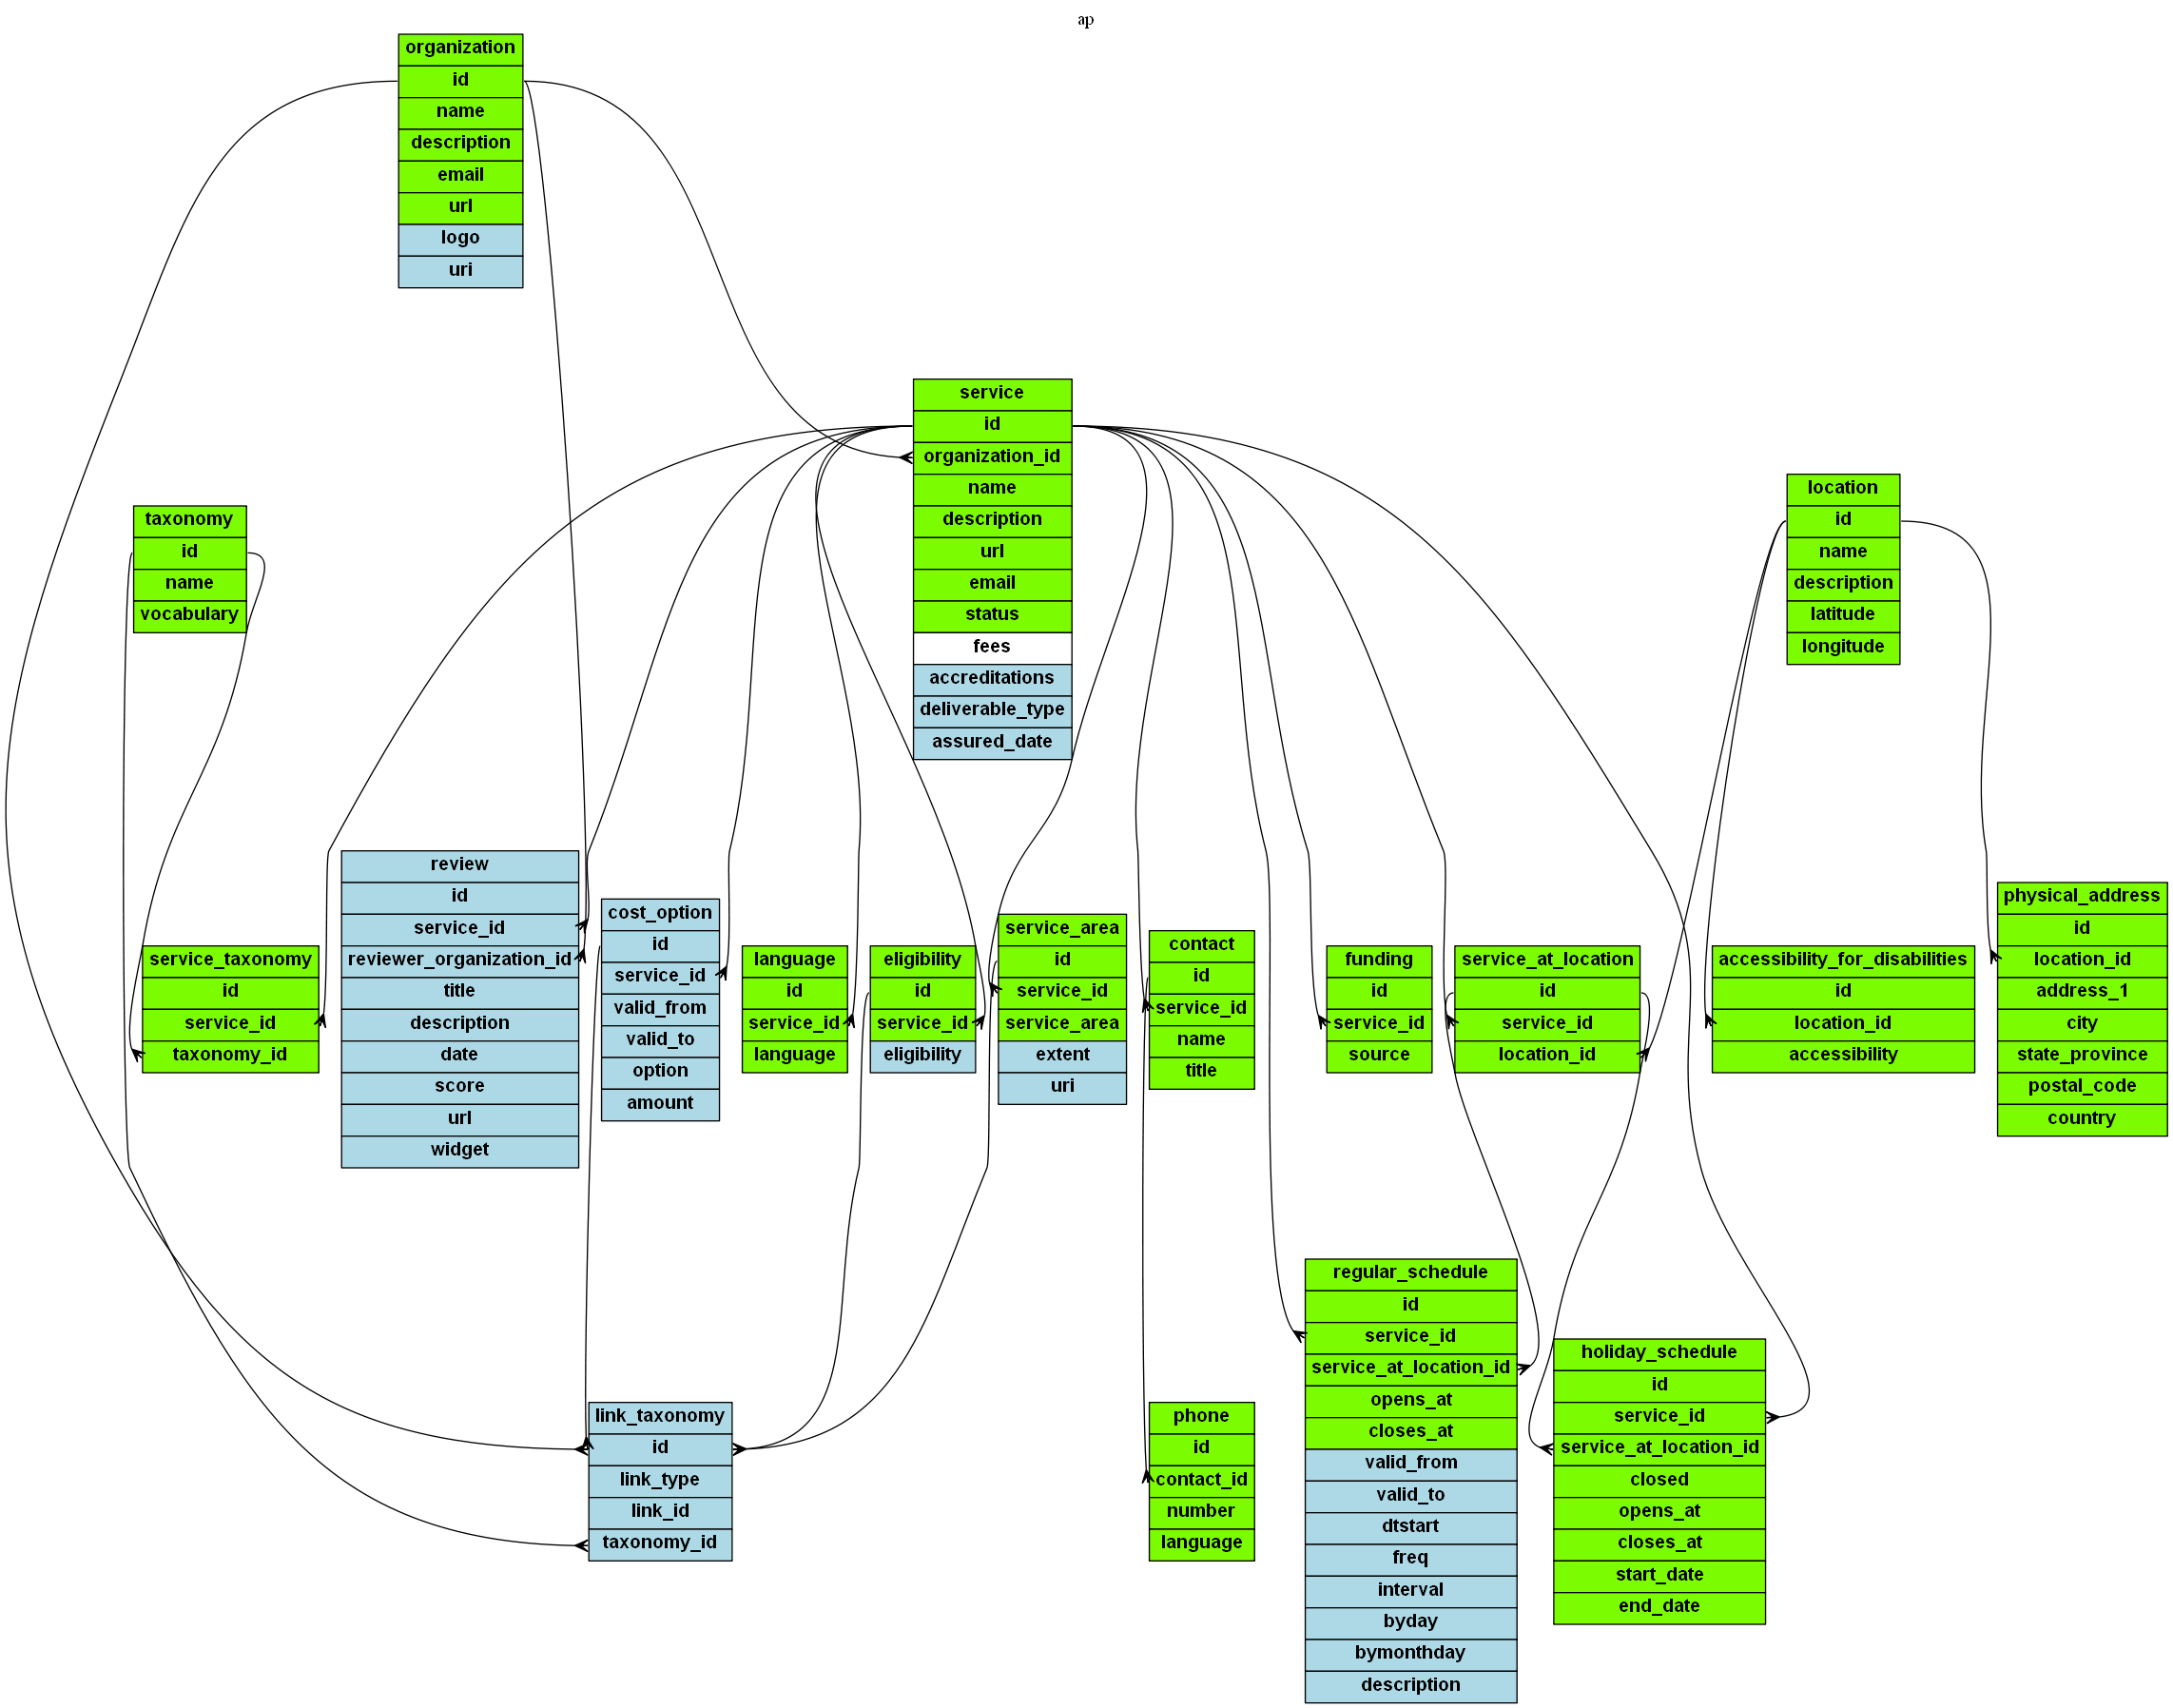 ap
organization
id
name
description
email
url
logo
uri
service
id
organization_id
name
description
url
email
status
fees
accreditations
deliverable_type
assured_date
location
id
name
description
latitude
longitude
taxonomy
id
name
vocabulary
service_taxonomy
id
service_id
taxonomy_id
review
id
service_id
reviewer_organization_id
title
description
date
score
url
widget
cost_option
id
service_id
valid_from
valid_to
option
amount
language
id
service_id
language
eligibility
id
service_id
eligibility
service_area
id
service_id
service_area
extent
uri
contact
id
service_id
name
title
funding
id
service_id
source
service_at_location
id
service_id
location_id
accessibility_for_disabilities
id
location_id
accessibility
physical_address
id
location_id
address_1
city
state_province
postal_code
country
link_taxonomy
id
link_type
link_id
taxonomy_id
phone
id
contact_id
number
language
regular_schedule
id
service_id
service_at_location_id
opens_at
closes_at
valid_from
valid_to
dtstart
freq
interval
byday
bymonthday
description
holiday_schedule
id
service_id
service_at_location_id
closed
opens_at
closes_at
start_date
end_date